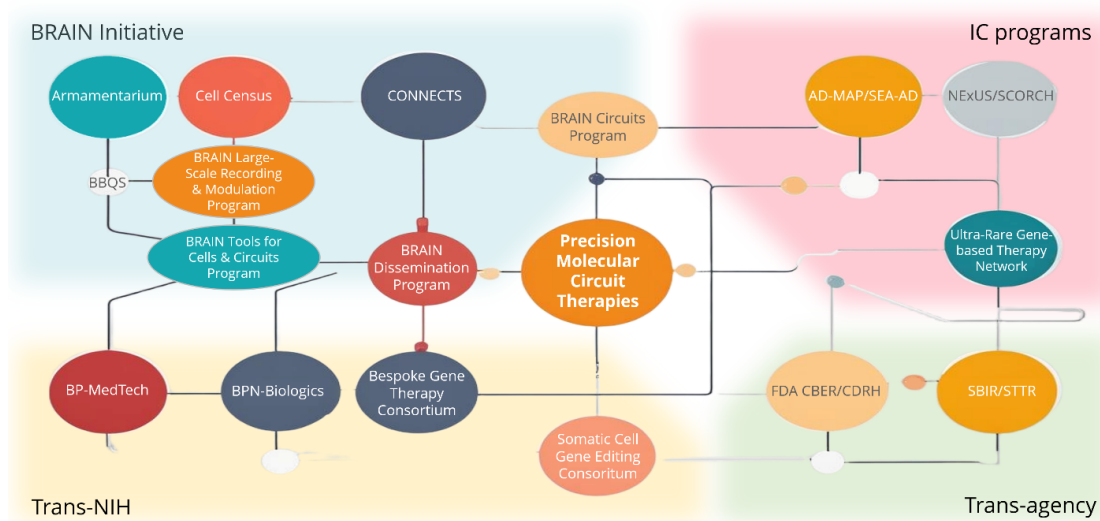 BRAIN Initiative
IC programs
Armamentarium
Cell Census
CONNECTS
BRAIN Circuits
Program
AD-MAP/SEA-AD
NExUS/SCORCH
BBQS
BRAIN Large-
Scale Recording
& Modulation
Program
BRAIN Tools for
Cells & Circuits
Program
BRAIN
Dissemination
Program
Precision
Molecular
Circuit
Therapies
Ultra-Rare Gene-
based Therapy
Network
BP-MedTech
BPN-Biologics
Bespoke Gene
Therapy
Consortium
FDA CBER/CDRH
SBIR/STTR
Somatic Cell
Gene Editing
Consoritum
Trans-NIH
Trans-agency